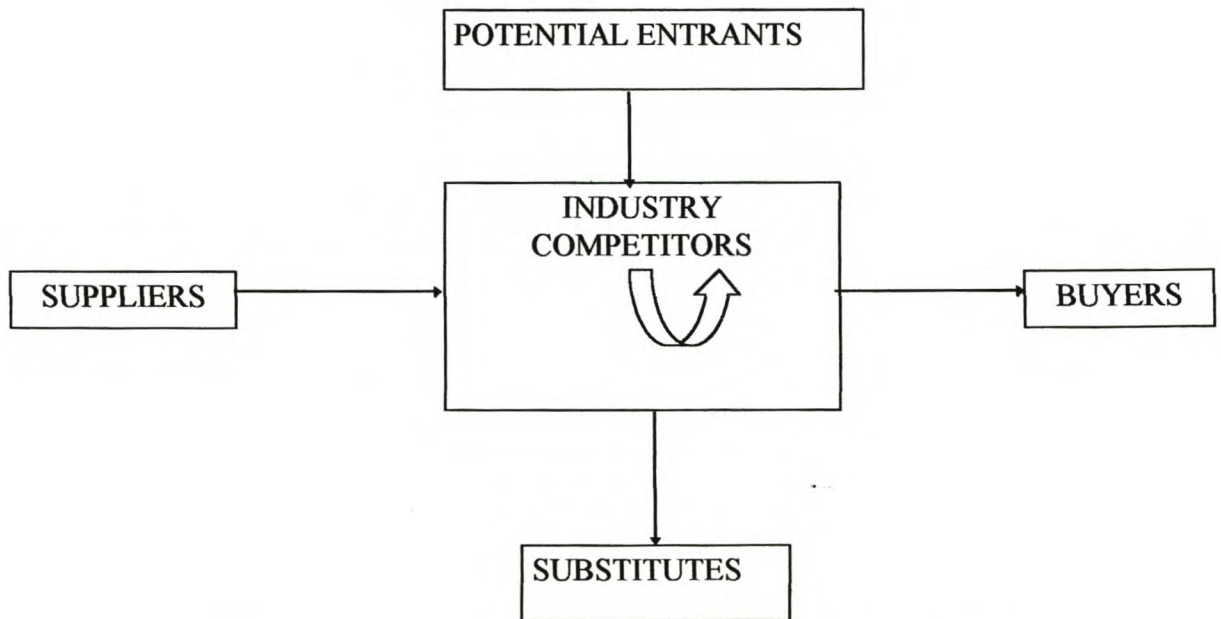 POTENTIAL ENTRANTS
INDUSTRY
COMPETITORS
SUPPLIERS
BUYERS
SUBSTITUTES